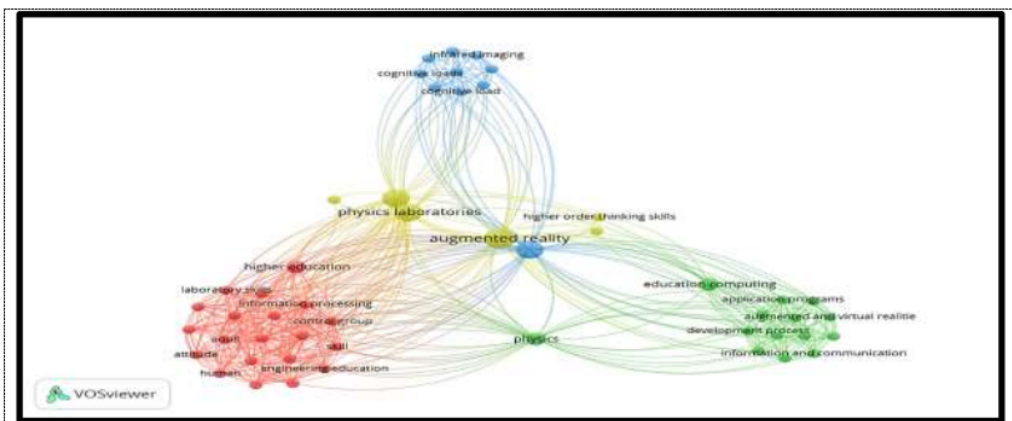 infrared imaging
cognitive loads
cognitive load
physics laboratories
higher order thinking skills
augmented reality
higher education
education computing
laboratory skills
application programs
information processing
augmented and virtual realitie
control group
development process
adult
physics
skill
attitude
information and communication
engineering education
human
VOSviewer